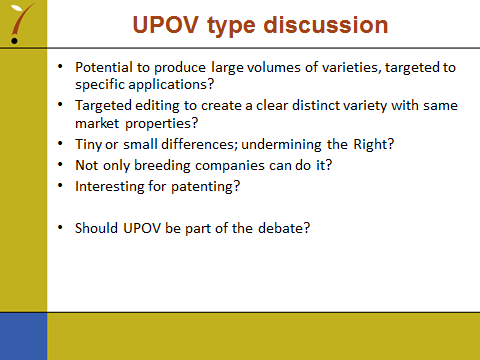 UPOV type discussion
• Potential to produce large volumes of varieties, targeted to
specific applications?
• Targeted editing to create a clear distinct variety with same
market properties?
• Tiny or small differences; undermining the Right?
• Not only breeding companies can do it?
• Interesting for patenting?
• Should UPOV be part of the debate?